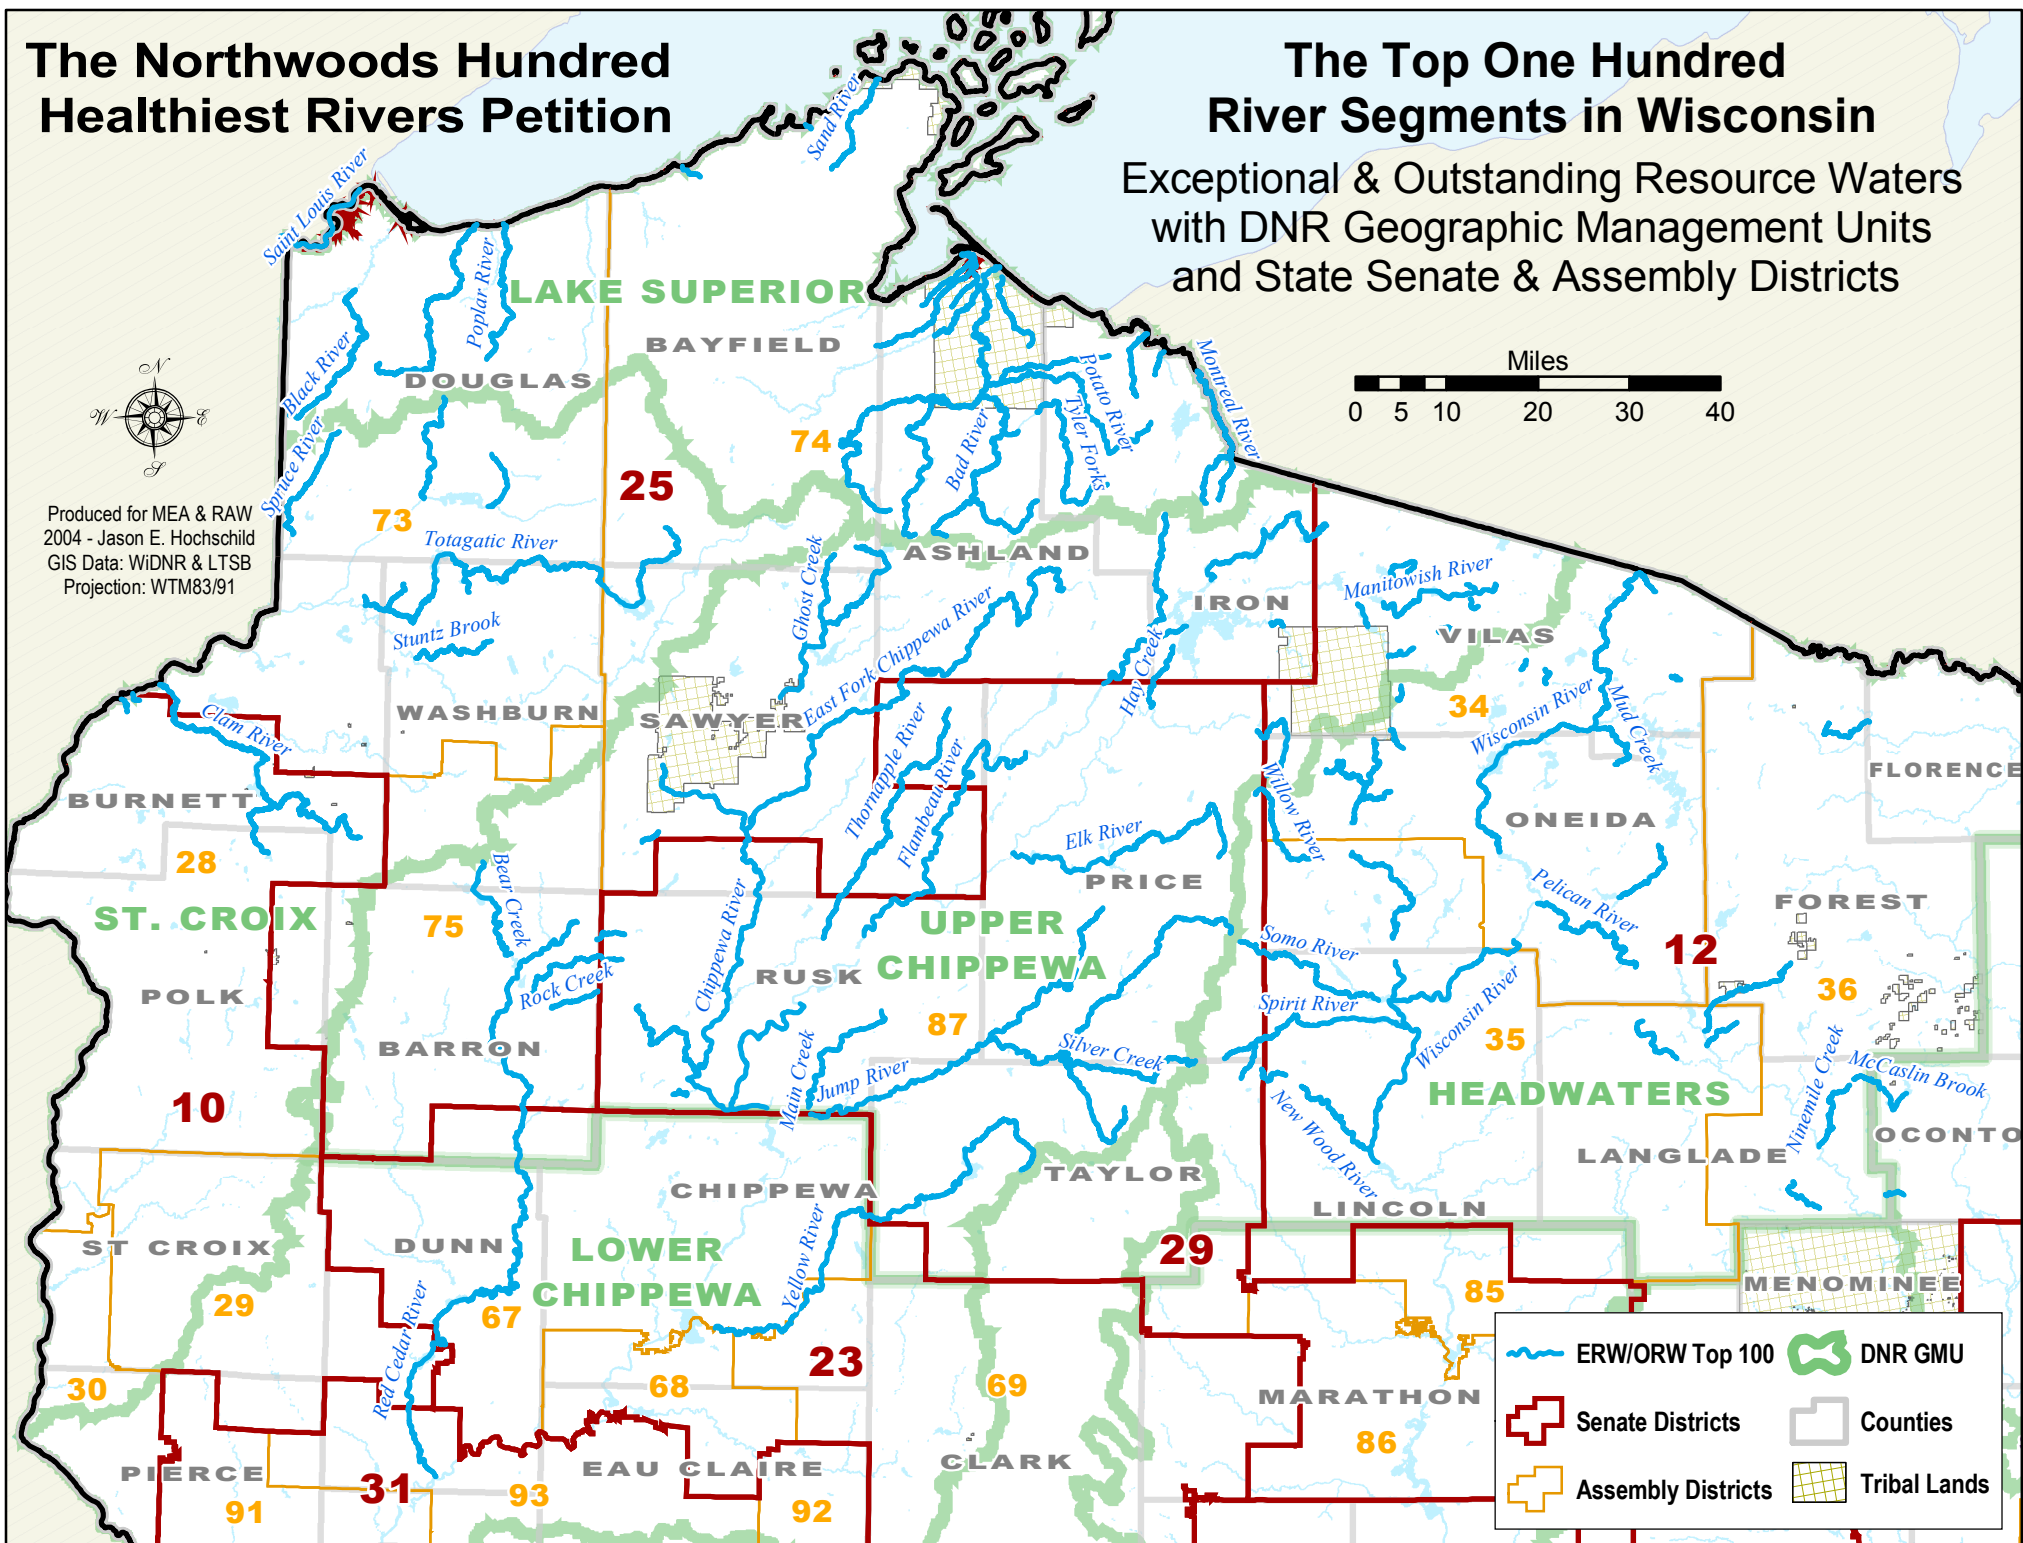 The Northwoods Hundred
Healthiest Rivers Petition
The Top One Hundred
River Segments in Wisconsin
Exceptional & Outstanding Resource Waters
with DNR Geographic Management Units
and State Senate & Assembly Districts
Miles
0 5 10 20 30 40
N
W E
S
Produced for MEA & RAW
2004 - Jason E. Hochschild
GIS Data: WiDNR & LTSB
Projection: WTM83/91
Saint Louis River
Sand River
Poplar River
LAKE SUPERIOR
BAYFIELD
DOUGLAS
Black River
Spruce River
Montreal River
Potato River
Tyler Forks
Bad River
74
25
73
Totagatic River
ASHLAND
Ghost Creek
Stuntz Brook
East Fork Chippewa River
IRON
Manitowish River
VILAS
Hay Creek
34
Wisconsin River
Mud Creek
Clam River
WASHBURN
SAWYER
Thornapple River
Flambeau River
Willow River
FLORENCE
BURNETT
ONEIDA
28
Elk River
PRICE
Bear Creek
Pelican River
FOREST
ST. CROIX
75
UPPER
CHIPPEWA
Somo River
12
Chippewa River
RUSK
Rock Creek
POLK
36
Spirit River
87
35
Wisconsin River
BARRON
Main Creek
Jump River
Silver Creek
HEADWATERS
Ninemile Creek
McCaslin Brook
10
New Wood River
OCONTO
LANGLADE
TAYLOR
CHIPPEWA
LINCOLN
ST CROIX
DUNN
LOWER
CHIPPEWA
Yellow River
29
MENOMINEE
29
67
85
Red Cedar River
23
30
68
69
MARATHON
86
PIERCE
31
EAU CLAIRE
CLARK
91
93
92
ERW/ORW Top 100
DNR GMU
Senate Districts
Counties
Assembly Districts
Tribal Lands